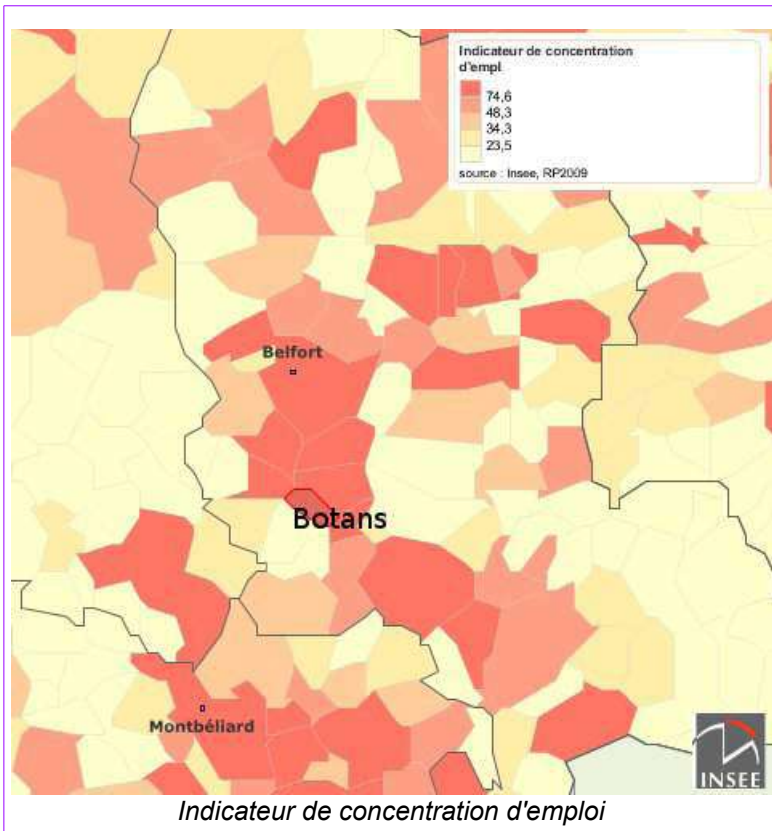 Indicateur de concentration
d'empl
74,6
48,3
34,3
23,5
source : Insee, RP2009
Belfort
Botans
Montbéliard
INSEE
Indicateur de concentration d'emploi